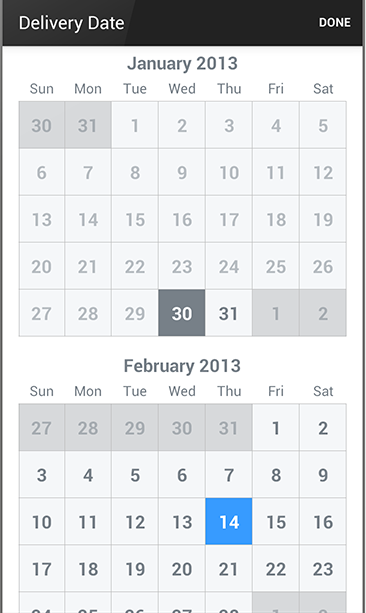 Delivery Date DONE
January 2013
Sun Mon Tue Wed Thu Fri Sat
30 31 1 2 3 4 5
6 7 8 9 10 11 12
13 14 15 16 17 18 19
20 21 22 23 24 25 26
27 28 29 30 31 1 2
February 2013
Sun Mon Tue Wed Thu Fri Sat
27 28 29 30 31 1 2
3 4 5 6 7 8 9
10 11 12 13 14 15 16
17 18 19 20 21 22 23